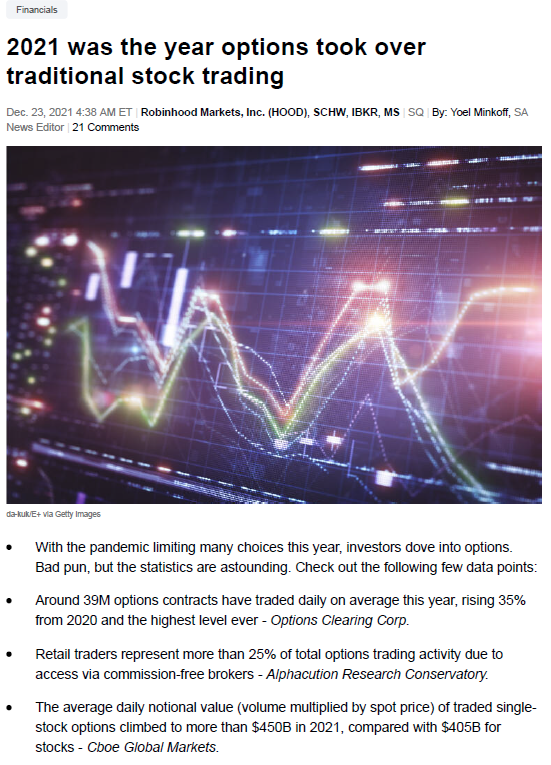 Financials
2021 was the year options took over
traditional stock trading
Dec. 23, 2021 4:38 AM ET | Robinhood Markets, Inc. (HOOD), SCHW, IBKR, MS | SQ | By: Yoel Minkoff, SA
News Editor | 21 Comments
da-kuk/E+ via Getty Images
• With the pandemic limiting many choices this year, investors dove into options.
Bad pun, but the statistics are astounding. Check out the following few data points:
• Around 39M options contracts have traded daily on average this year, rising 35%
from 2020 and the highest level ever - Options Clearing Corp.
• Retail traders represent more than 25% of total options trading activity due to
access via commission-free brokers - Alphacution Research Conservatory.
• The average daily notional value (volume multiplied by spot price) of traded single-
stock options climbed to more than $450B in 2021, compared with $405B for
stocks - Cboe Global Markets.